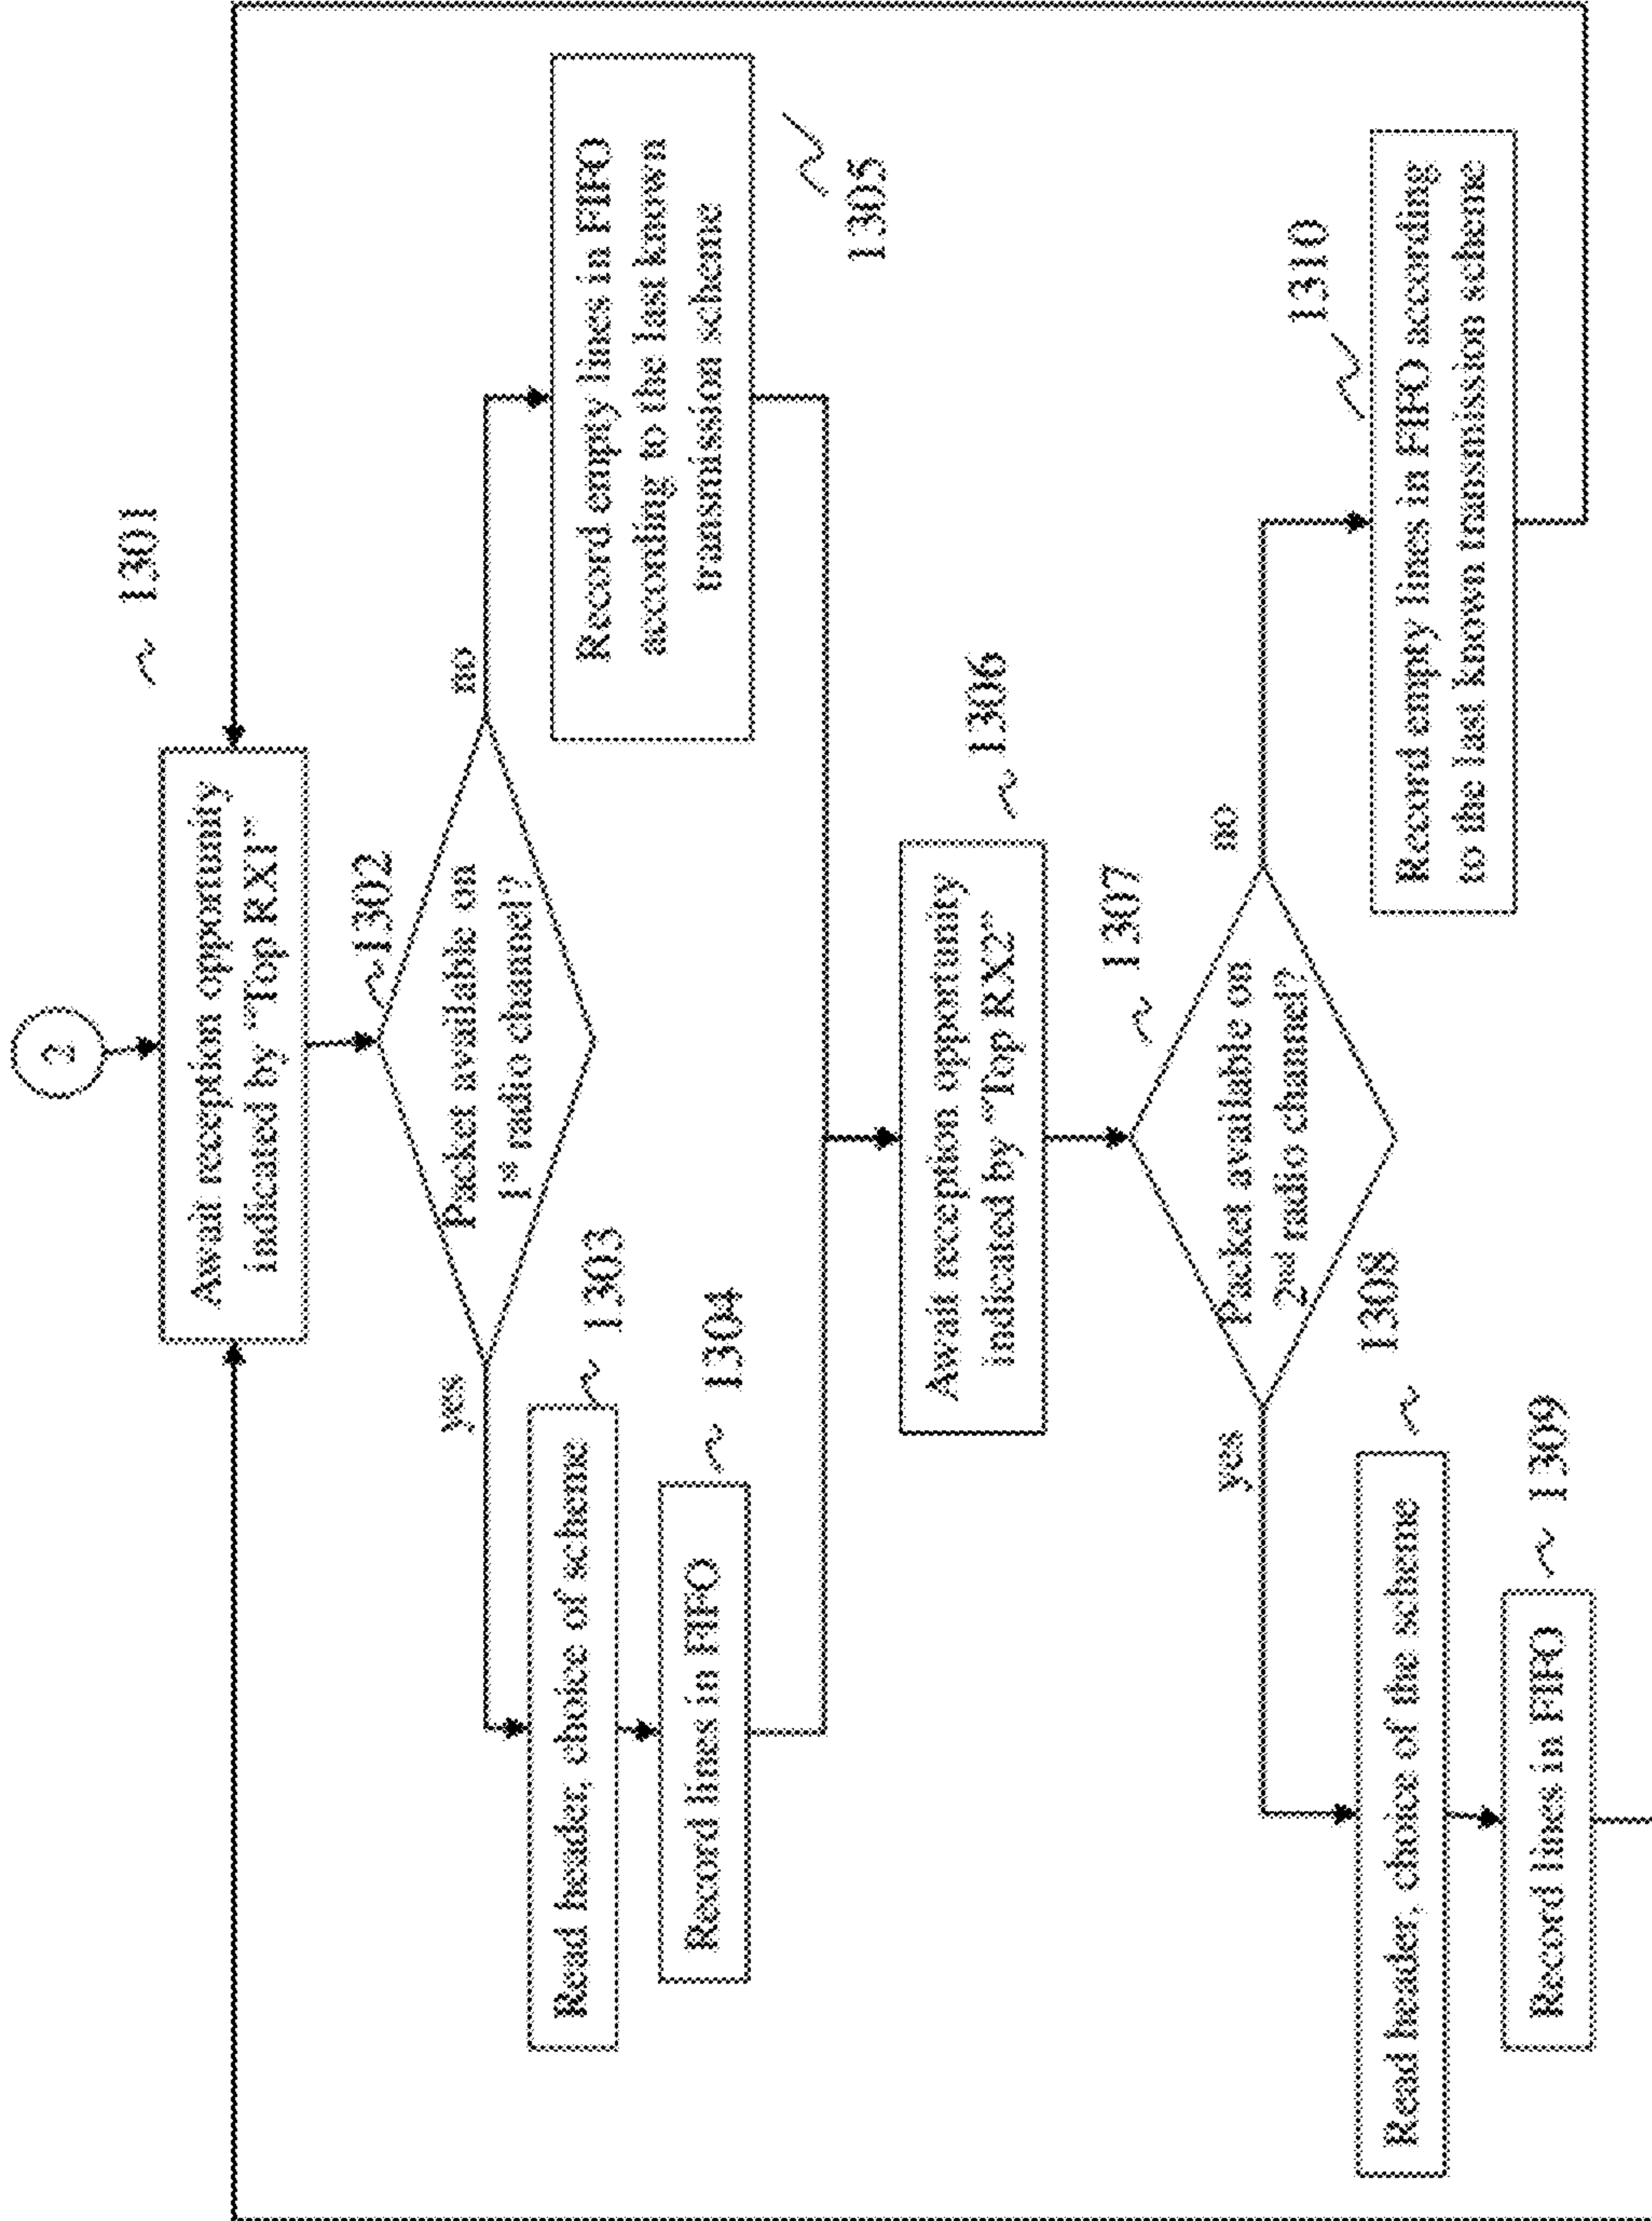 2
1301
Await reception opportunity
indicated by "Top RX1"
1302
Packet available on
1st radio channel?
yes
no
1303
Read header, choice of scheme
1304
Record lines in FIFO
Record empty lines in FIFO
according to the last known
transmission scheme
1305
1306
Await reception opportunity
indicated by "Top RX2"
1307
Packet available on
2nd radio channel?
yes
no
1308
Read header, choice of the scheme
1309
Record lines in FIFO
1310
Record empty lines in FIFO according
to the last known transmission scheme